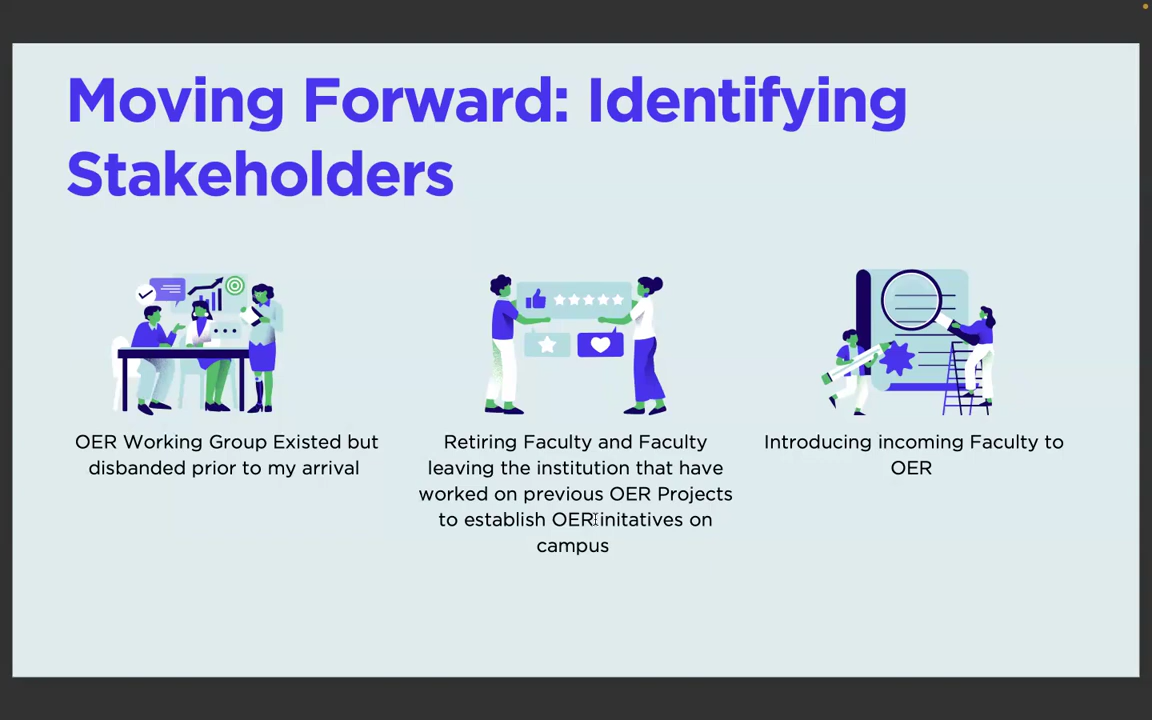 Moving Forward: Identifying
Stakeholders
OER Working Group Existed but
disbanded prior to my arrival
Retiring Faculty and Faculty
leaving the institution that have
worked on previous OER Projects
to establish OER initatives on
campus
Introducing incoming Faculty to
OER